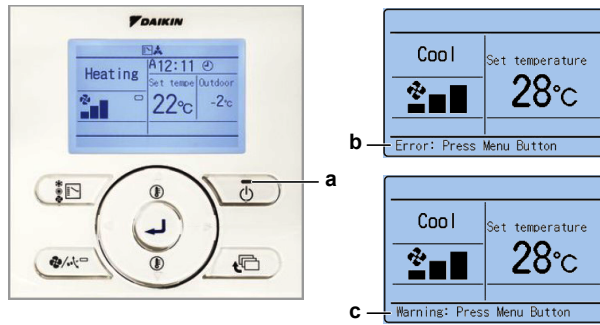 DAIKIN
Heating
A12:11
Set tempe
Outdoor
22°C
-2°C
a
Cool
Set temperature
28°C
b
Error: Press Menu Button
Cool
Set temperature
28°C
c
Warning: Press Menu Button